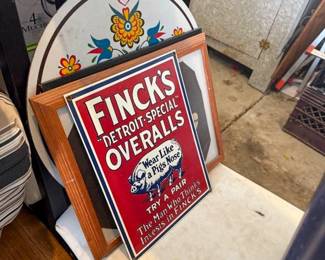 FINCK'S
"DETROIT-SPECIAL"
OVERALLS
Wear Like
a Pig's Nose
TRY A PAIR
The Man Who Thinks
Invests in FINCK'S